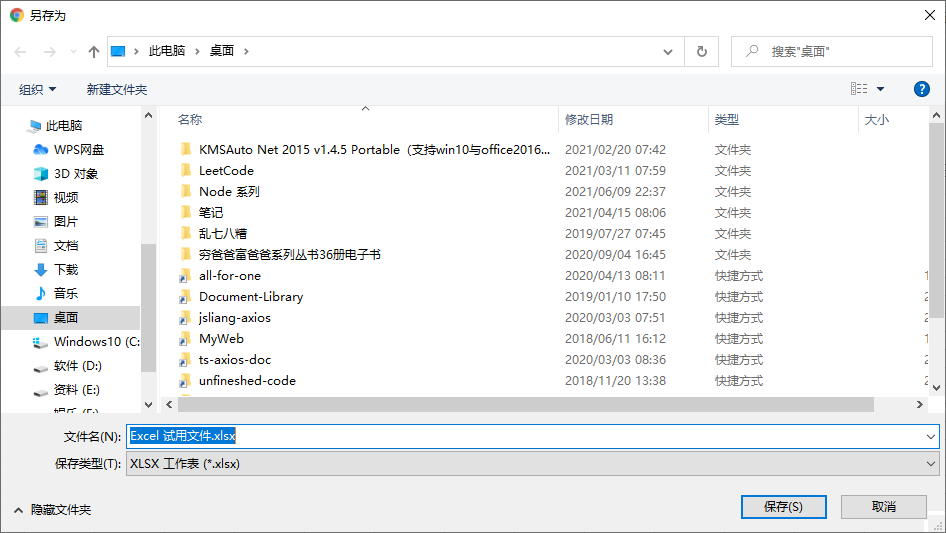 另存为
此电脑 桌面
搜索"桌面"
组织 新建文件夹
名称 修改日期 类型 大小
此电脑
WPS网盘
3D 对象
视频
图片
文档
下载
音乐
桌面
Windows10 (C:
软件 (D:)
资料 (E:)
KMSAuto Net 2015 v1.4.5 Portable（支持win10与office2016... 2021/02/20 07:42 文件夹
LeetCode 2021/03/11 07:59 文件夹
Node 系列 2021/06/09 22:37 文件夹
笔记 2021/04/15 08:06 文件夹
乱七八糟 2019/07/27 07:45 文件夹
穷爸爸富爸爸系列丛书36册电子书 2020/09/04 16:45 文件夹
all-for-one 2020/04/13 08:11 快捷方式
Document-Library 2019/01/10 17:50 快捷方式
jsliang-axios 2020/03/03 07:51 快捷方式
MyWeb 2018/06/11 16:12 快捷方式
ts-axios-doc 2020/03/03 08:36 快捷方式
unfineshed-code 2018/11/20 13:38 快捷方式
文件名(N): Excel 试用文件.xlsx
保存类型(T): XLSX 工作表 (*.xlsx)
隐藏文件夹 保存(S) 取消